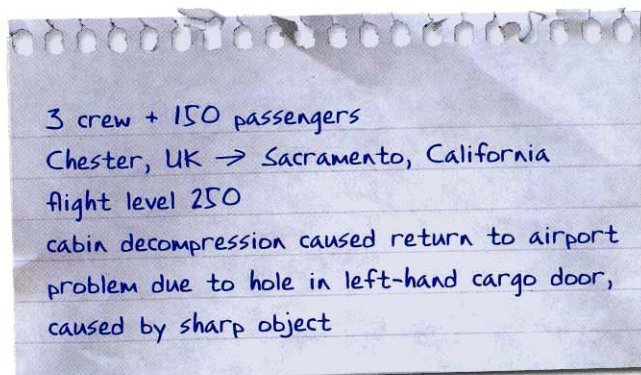 3 crew + 150 passengers
Chester, UK → Sacramento, California
flight level 250
cabin decompression caused return to airport
problem due to hole in left-hand cargo door,
caused by sharp object